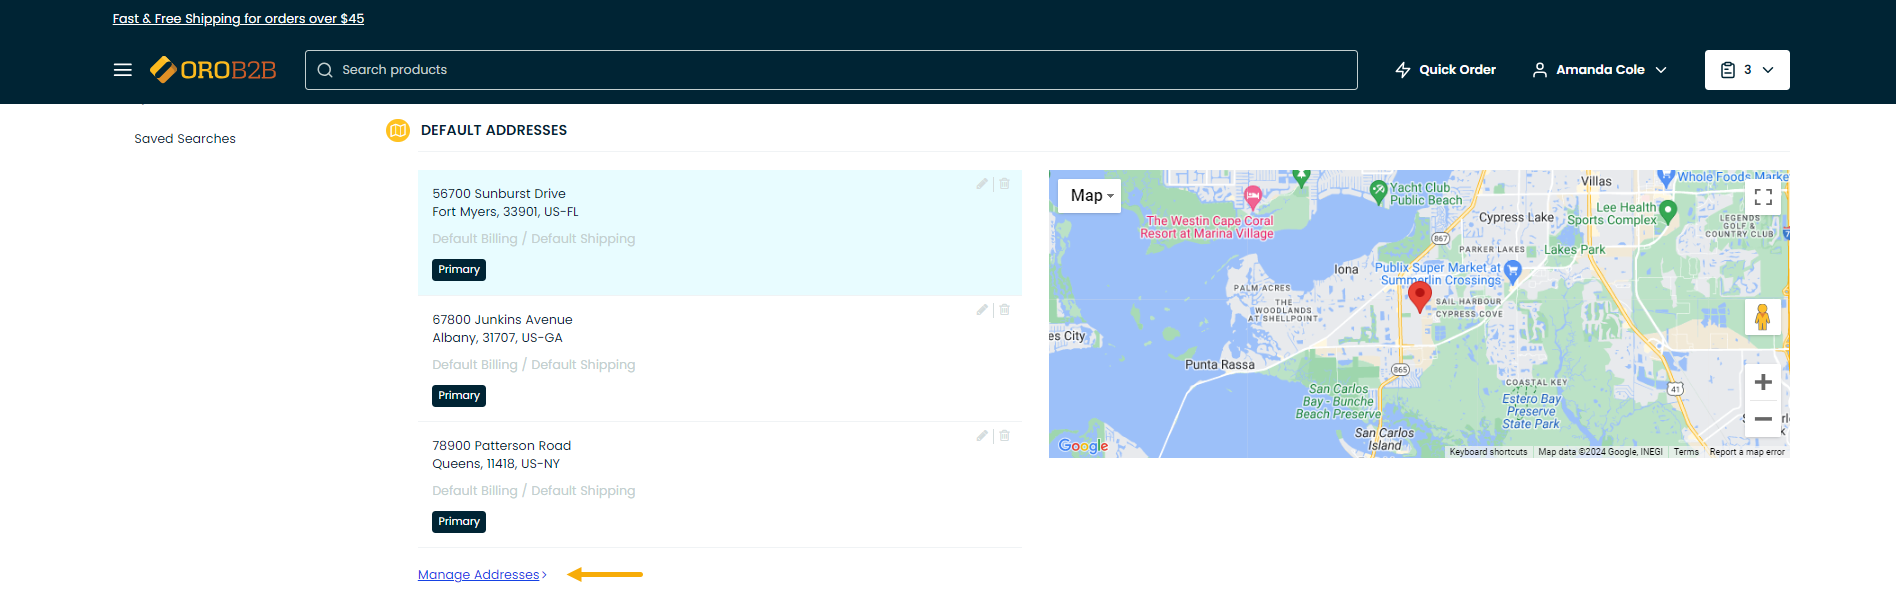 Fast & Free Shipping for orders over $45
OROB2B
Search products
Quick Order
Amanda Cole
3
Saved Searches
DEFAULT ADDRESSES
56700 Sunburst Drive
Fort Myers, 33901, US-FL
Default Billing / Default Shipping
Primary
67800 Junkins Avenue
Albany, 31707, US-GA
Default Billing / Default Shipping
Primary
78900 Patterson Road
Queens, 11418, US-NY
Default Billing / Default Shipping
Primary
Manage Addresses
Map
Yacht Club
Public Beach
Villas
Whole Foods Market
The Westin Cape Coral
Resort at Marina Village
Cypress Lake
Lee Health
Sports Complex
LEGENDS
GOLF &
COUNTRY CLUB
867
PARKER LAKES
Lakes Park
Iona
Publix Super Market at
Summerlin Crossings
PALM ACRES
THE
WOODLANDS
AT SHELLPOINT
SAIL HARBOUR
CYPRESS COVE
es City
Punta Rassa
865
San Carlos
Bay - Bunche
Beach Preserve
COASTAL KEY
Estero Bay
Preserve
State Park
41
San Carlos
Island
Google
Keyboard shortcuts
Map data ©2024 Google, INEGI
Terms
Report a map error